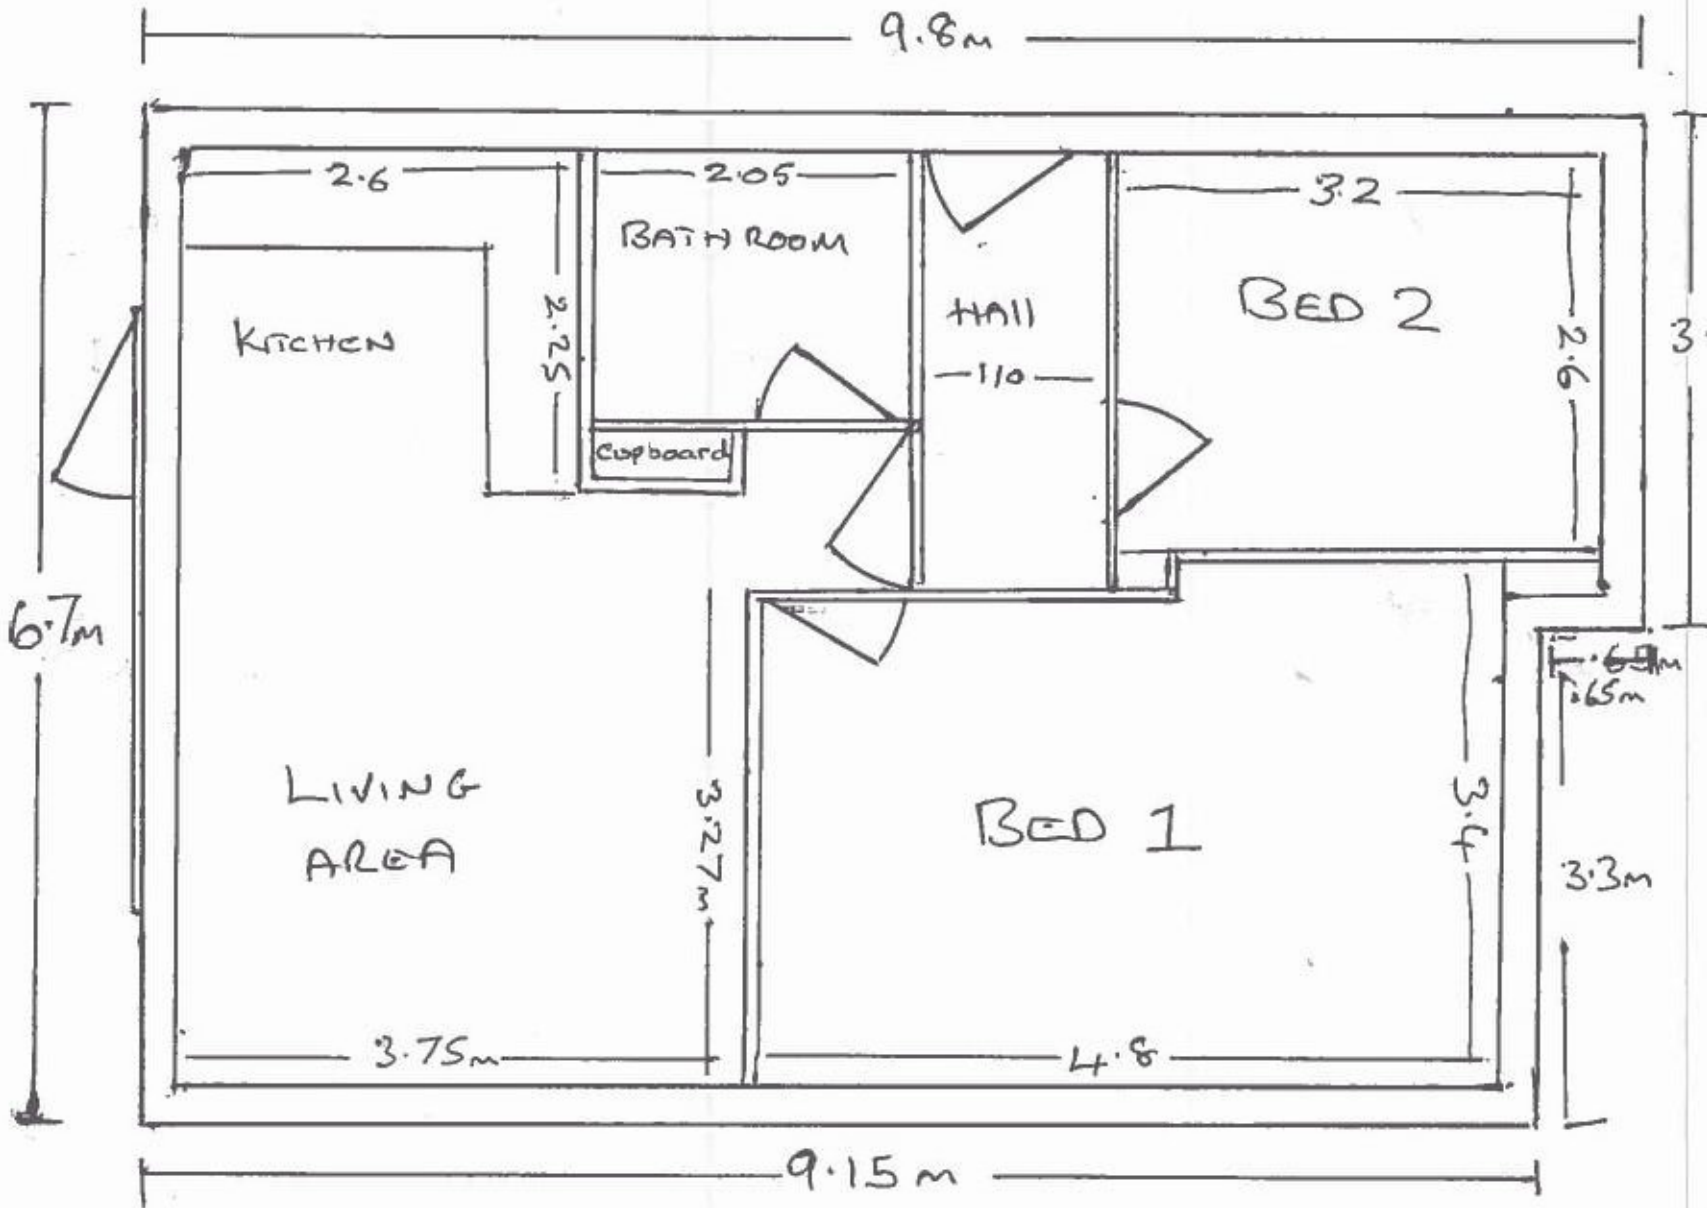 9.8m
2.6
2.05
3.2
BATHROOM
BED 2
HAll
2.25
KITCHEN
2.6
3
1.10
Cupboard
6.7m
.65m
.65m
LIVING
AREA
3.27m
BED 1
3.4
3.3m
3.75m
4.8
9.15m